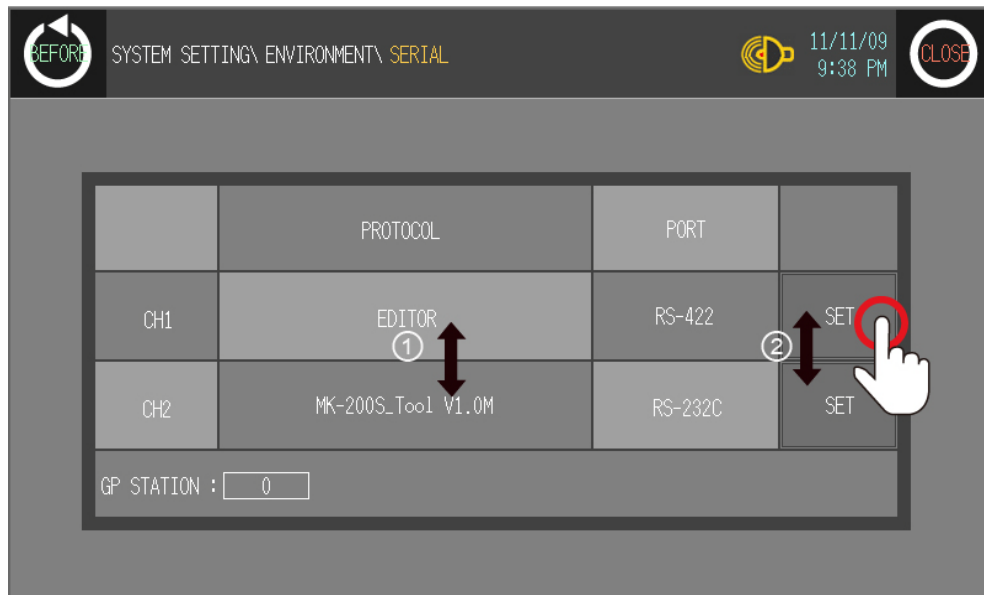 BEFORE
SYSTEM SETTING\ ENVIRONMENT\ SERIAL
11/11/09
9:38 PM
CLOSE
PROTOCOL PORT
CH1 EDITOR RS-422 SET
① ②
CH2 MK-200S_Tool V1.0M RS-232C SET
GP STATION : 0